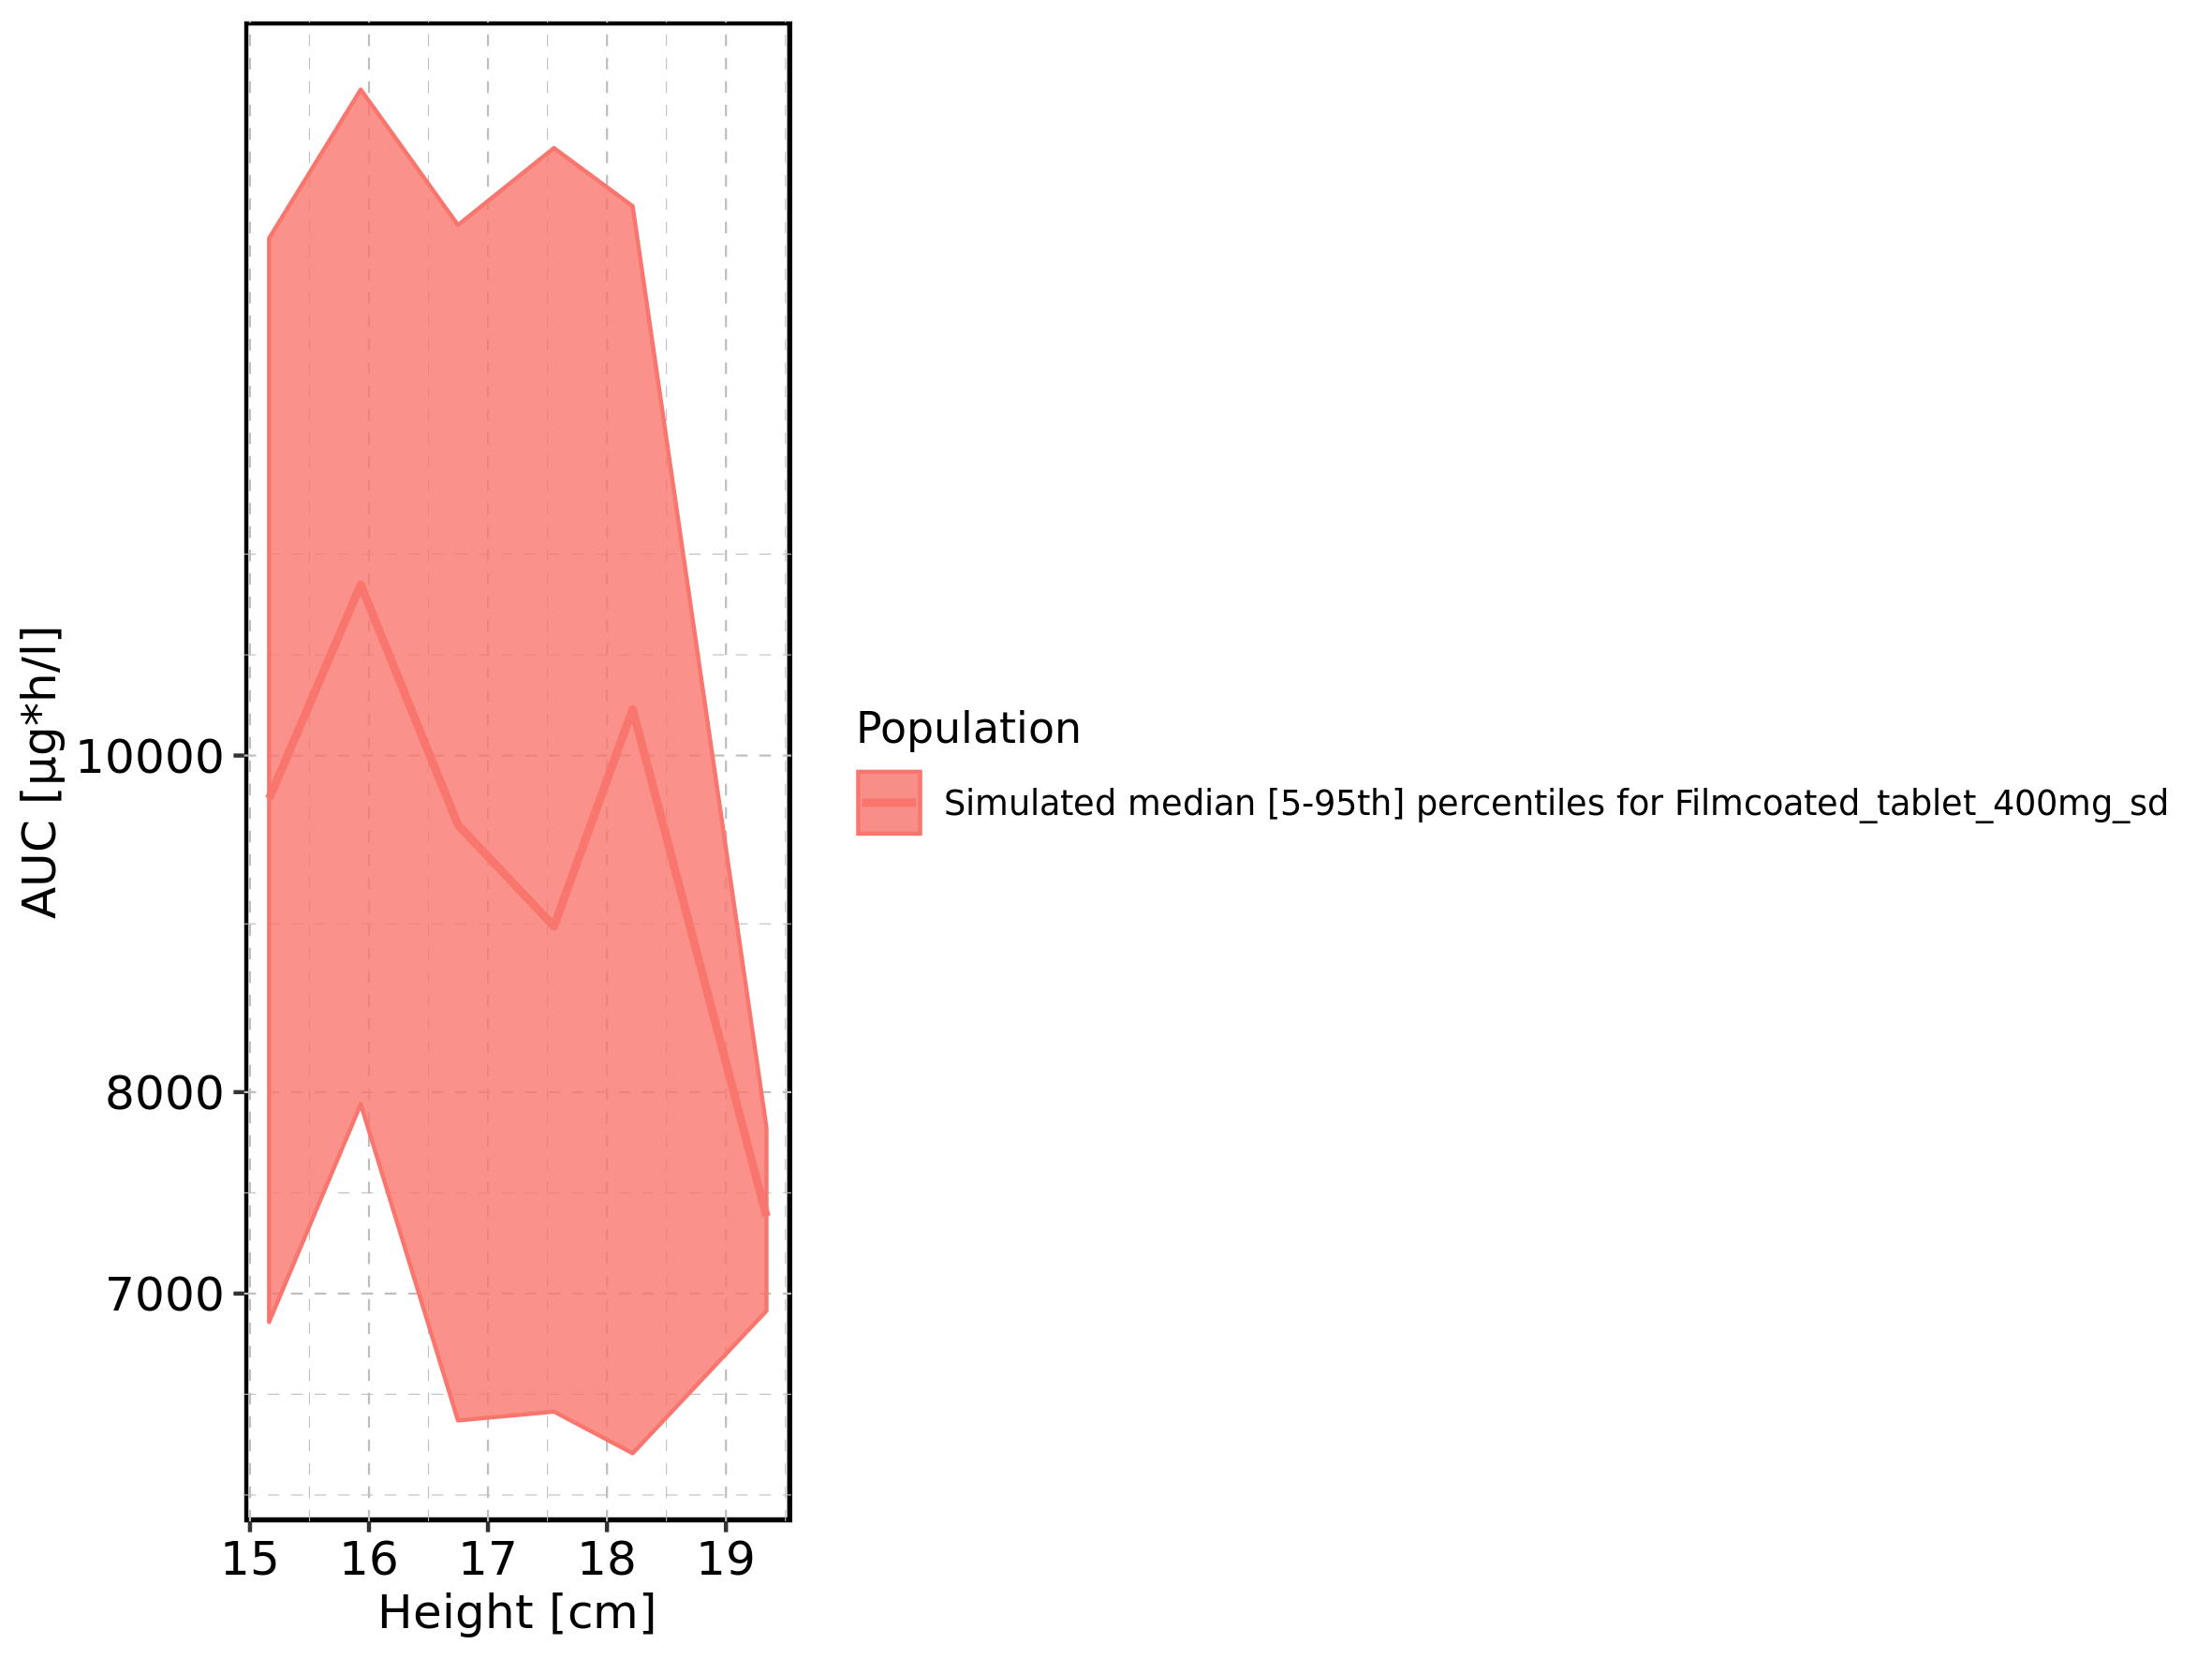 AUC [µg*h/l]
10000
8000
7000
15 16 17 18 19
Height [cm]
Population
Simulated median [5-95th] percentiles for Filmcoated_tablet_400mg_sd